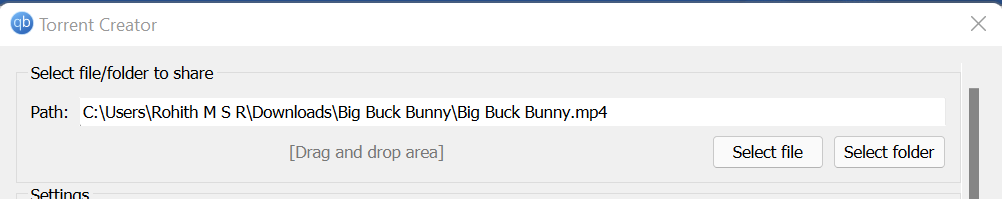 qb Torrent Creator
Select file/folder to share
Path: C:\Users\Rohith M S R\Downloads\Big Buck Bunny\Big Buck Bunny.mp4
[Drag and drop area] Select file Select folder
Settings